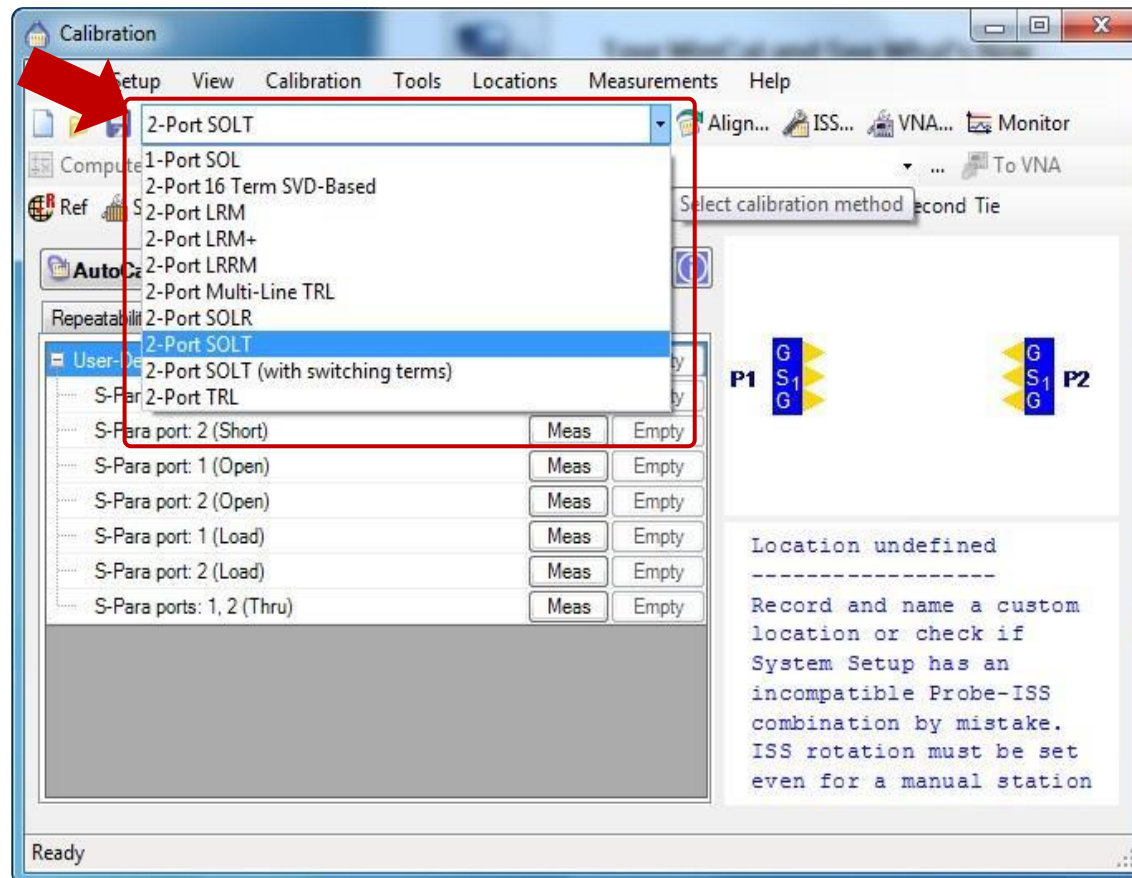 Calibration
Setup View Calibration Tools Locations Measurements Help
2-Port SOLT Align... ISS... VNA... Monitor
Compute ... To VNA
Ref Tie
1-Port SOL
2-Port 16 Term SVD-Based
2-Port LRM
2-Port LRM+
2-Port LRRM
2-Port Multi-Line TRL
2-Port SOLR
2-Port SOLT
2-Port SOLT (with switching terms)
2-Port TRL
Select calibration method
S-Para port: 2 (Short) Meas Empty
S-Para port: 1 (Open) Meas Empty
S-Para port: 2 (Open) Meas Empty
S-Para port: 1 (Load) Meas Empty
S-Para port: 2 (Load) Meas Empty
S-Para ports: 1, 2 (Thru) Meas Empty
P1 G S1 G
G S1 G P2
Location undefined
------------------
Record and name a custom
location or check if
System Setup has an
incompatible Probe-ISS
combination by mistake.
ISS rotation must be set
even for a manual station
Ready